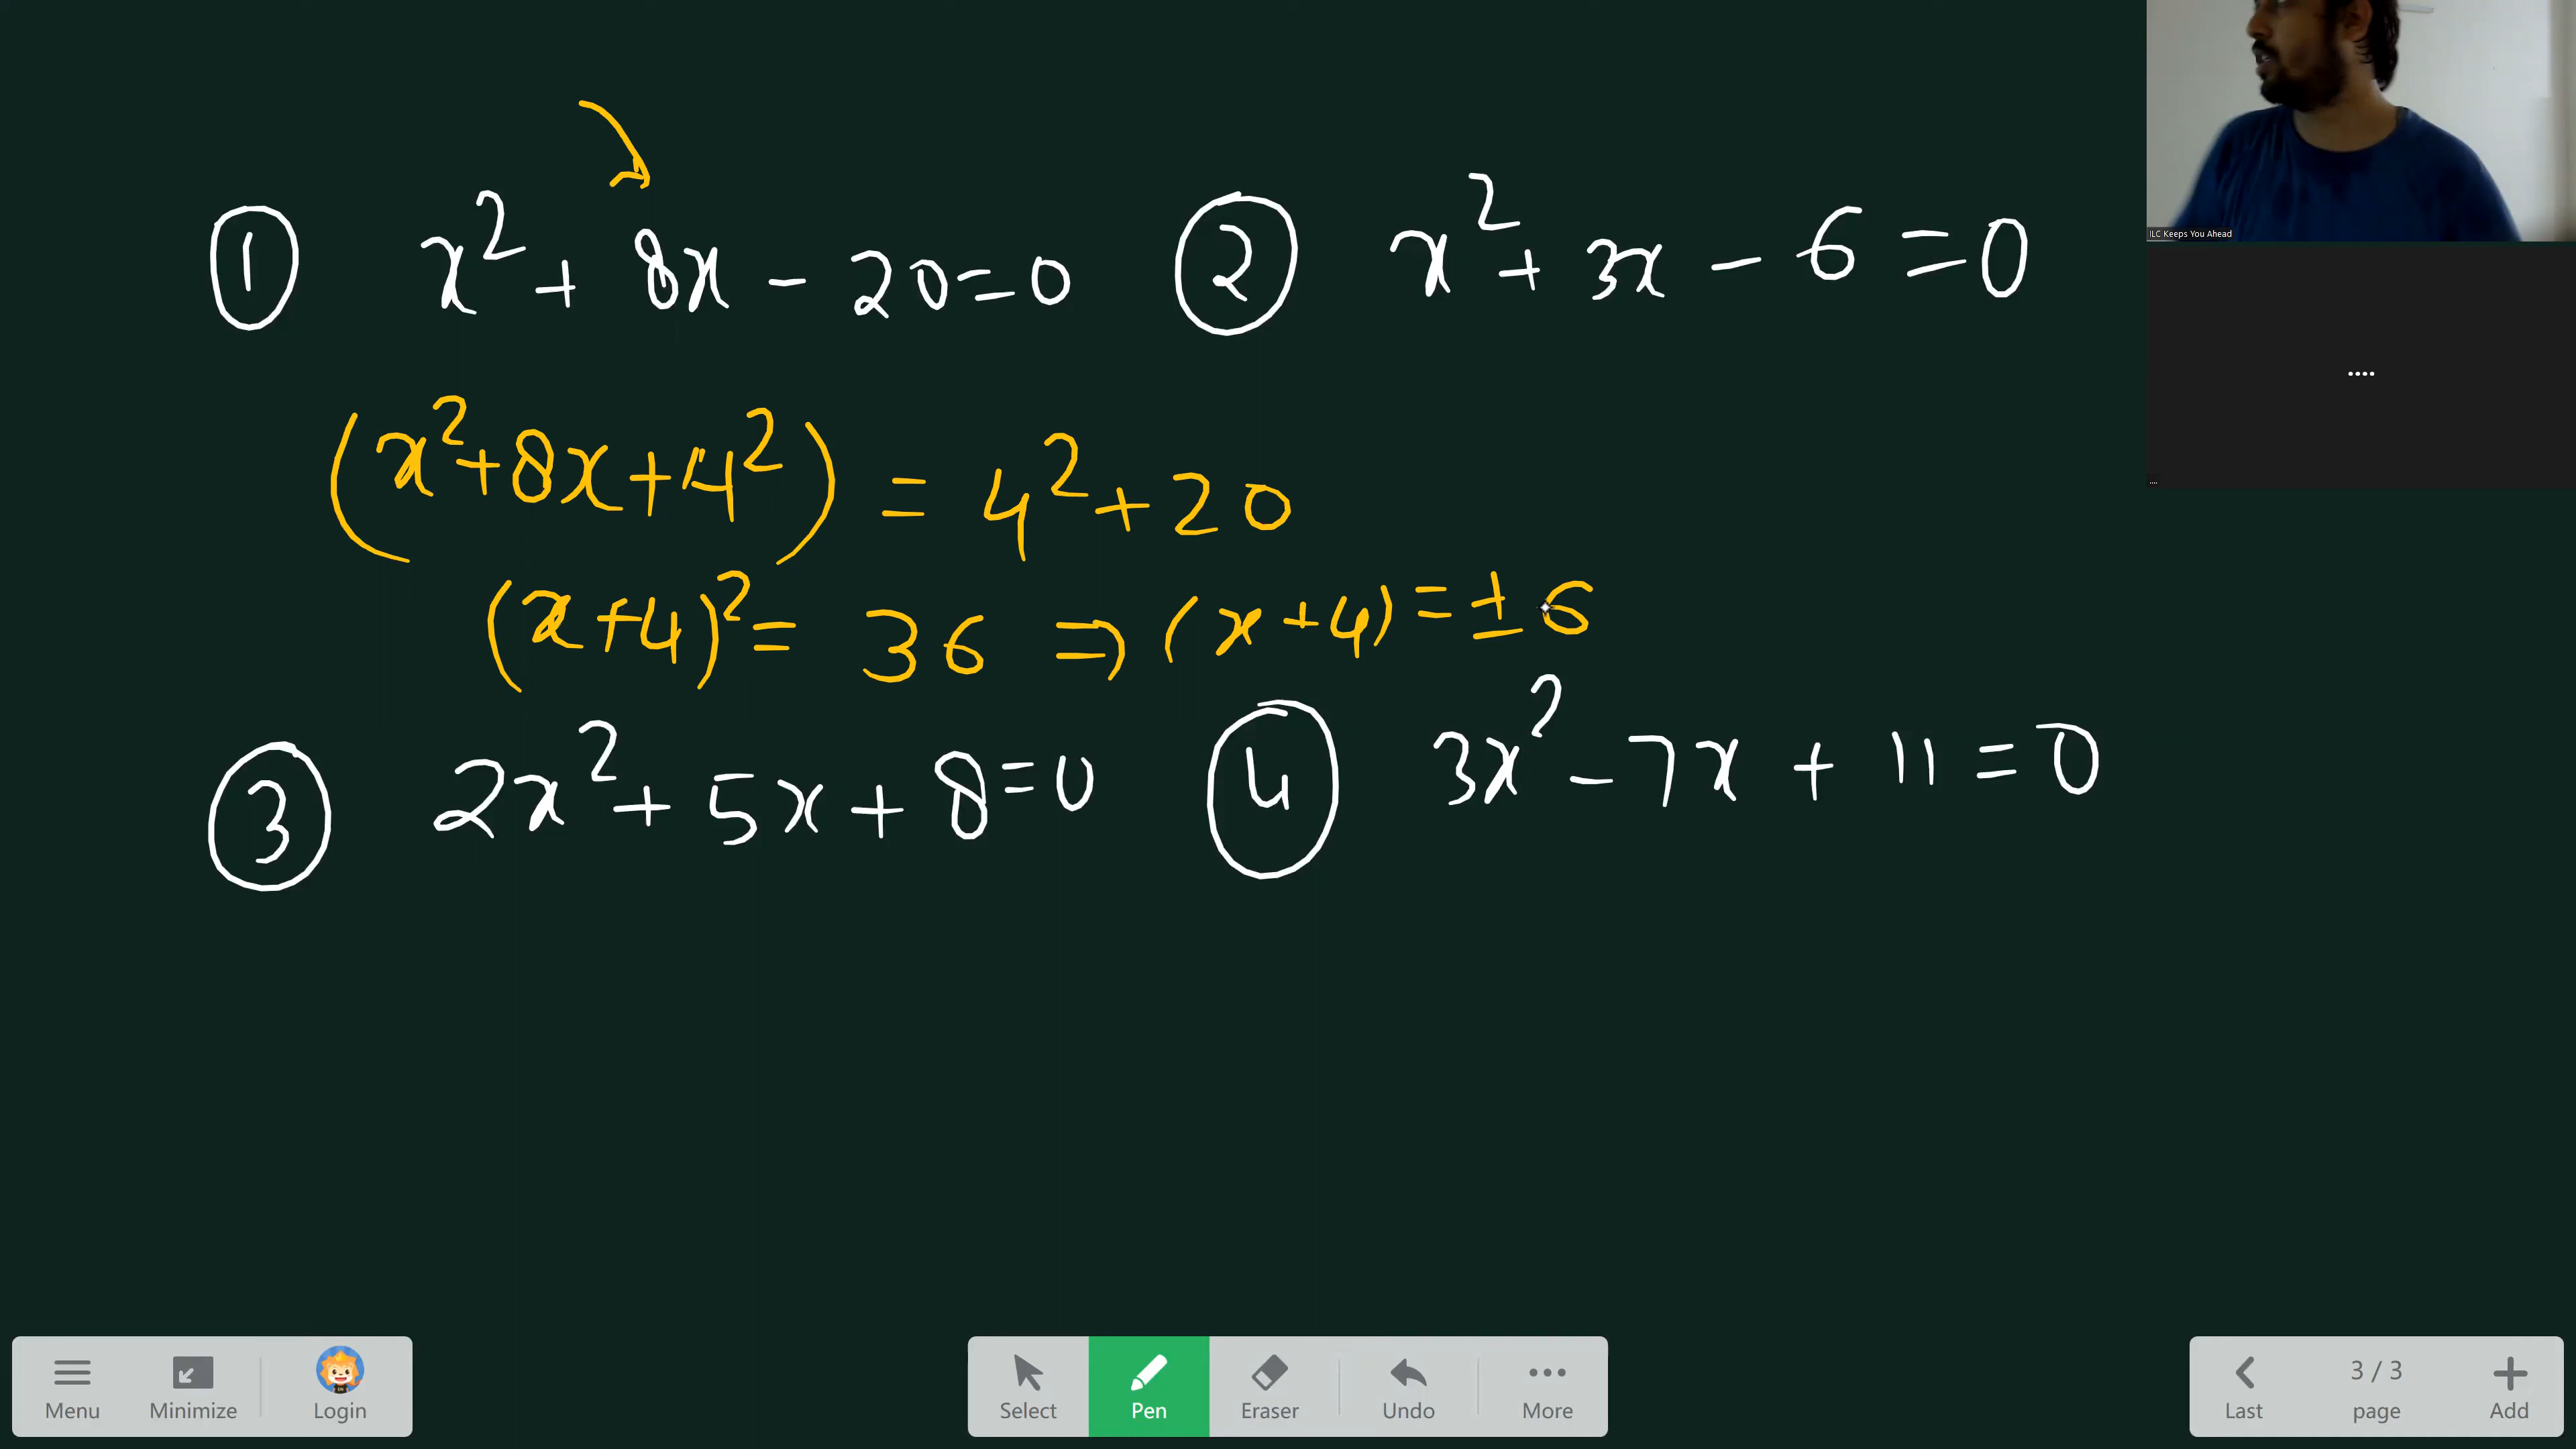 ① x² + 8x - 20 = 0
② x² + 3x - 6 = 0
ILC Keeps You Ahead
....
....
(x² + 8x + 4²) = 4² + 20
(x + 4)² = 36 ⇒ (x + 4) = ± 6
③ 2x² + 5x + 8 = 0
④ 3x² - 7x + 11 = 0
Menu Minimize Login
Select Pen Eraser Undo More
3 / 3
Last page Add